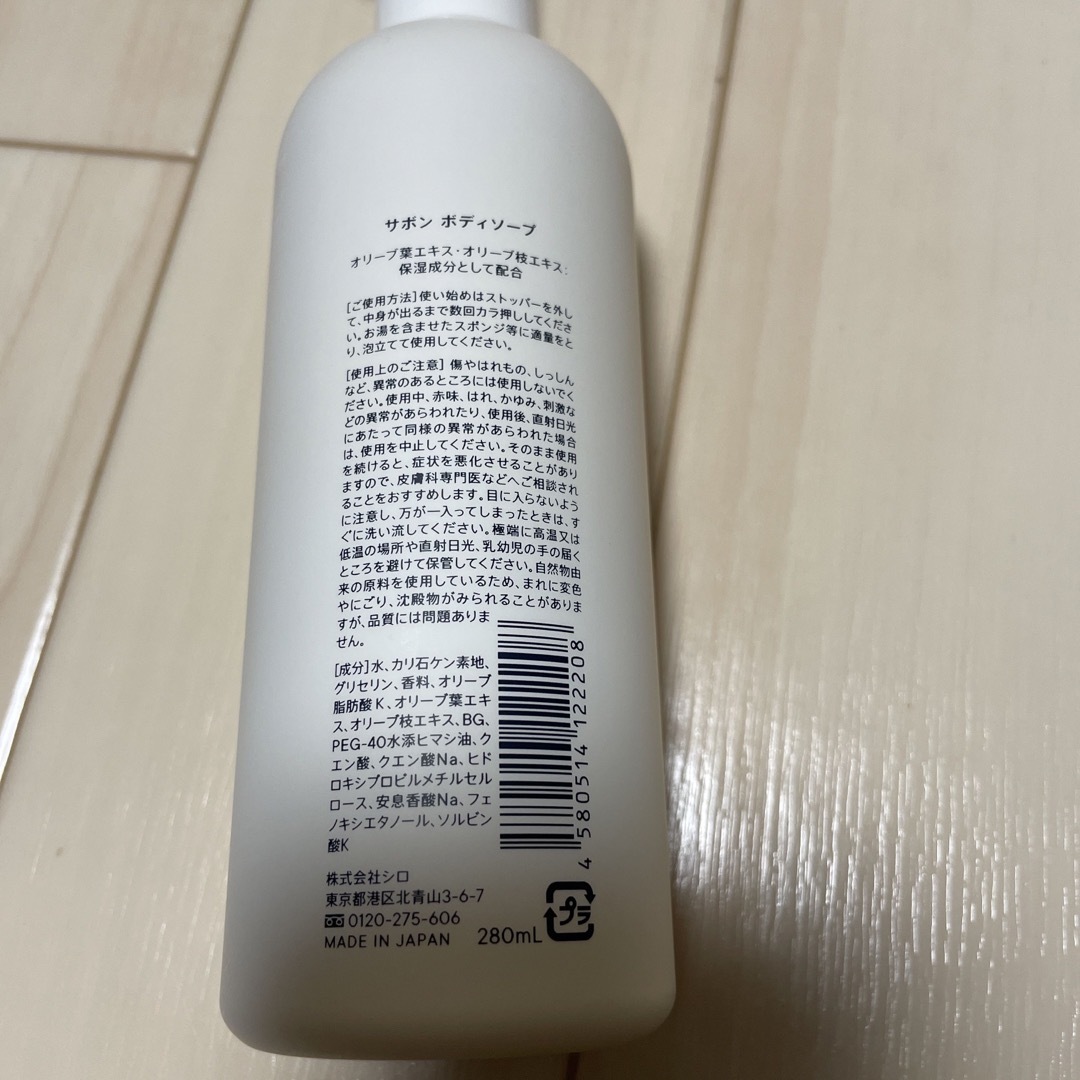 サボン ボディソープ
オリーブ葉エキス・オリーブ枝エキス:
保湿成分として配合
[ご使用方法]使い始めはストッパーを外し
て、中身が出るまで数回カラ押ししてくださ
い。お湯を含ませたスポンジ等に適量をと
り、泡立てて使用してください。
[使用上のご注意] 傷やはれもの、しっしん
など、異常のあるところには使用しないでく
ださい。使用中、赤味、はれ、かゆみ、刺激な
どの異常があらわれたり、使用後、直射日光
にあたって同様の異常があらわれた場合
は、使用を中止してください。そのまま使用
を続けると、症状を悪化させることがあり
ますので、皮膚科専門医などへご相談され
ることをおすすめします。目に入らないよう
に注意し、万が一入ってしまったときは、す
ぐに洗い流してください。極端に高温又は
低温の場所や直射日光、乳幼児の手の届く
ところを避けて保管してください。自然物由
来の原料を使用しているため、まれに変色
やにごり、沈殿物がみられることがありま
すが、品質には問題ありま
せん。
[成分]水、カリ石ケン素地、
グリセリン、香料、オリーブ
脂肪酸K、オリーブ葉エキ
ス、オリーブ枝エキス、BG、
PEG-40水添ヒマシ油、ク
エン酸、クエン酸Na、ヒド
ロキシプロピルメチルセル
ロース、安息香酸Na、フェ
ノキシエタノール、ソルビン
酸K
4 580514 122208
株式会社シロ
東京都港区北青山3-6-7
0120-275-606
MADE IN JAPAN 280mL
プラ